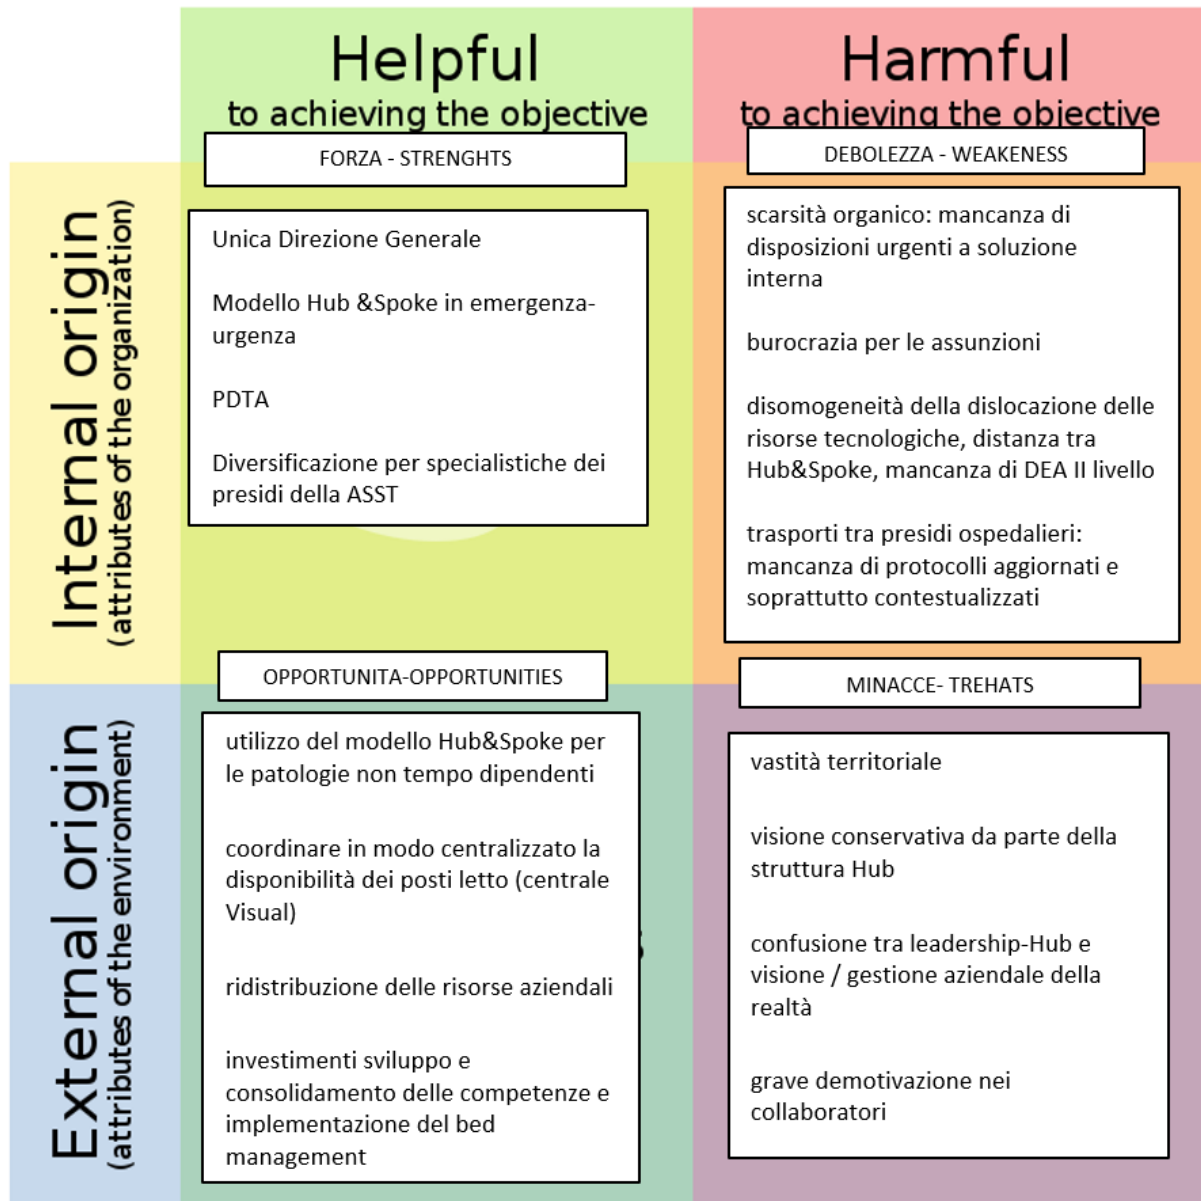 Helpful
to achieving the objective
Harmful
to achieving the objective
FORZA - STRENGHTS
DEBOLEZZA - WEAKENESS
Internal origin
(attributes of the organization)
Unica Direzione Generale
Modello Hub &Spoke in emergenza-
urgenza
PDTA
Diversificazione per specialistiche dei
presidi della ASST
scarsità organico: mancanza di
disposizioni urgenti a soluzione
interna
burocrazia per le assunzioni
disomogeneità della dislocazione delle
risorse tecnologiche, distanza tra
Hub&Spoke, mancanza di DEA II livello
trasporti tra presidi ospedalieri:
mancanza di protocolli aggiornati e
soprattutto contestualizzati
OPPORTUNITA-OPPORTUNITIES
MINACCE- TREHATS
External origin
(attributes of the environment)
utilizzo del modello Hub&Spoke per
le patologie non tempo dipendenti
coordinare in modo centralizzato la
disponibilità dei posti letto (centrale
Visual)
ridistribuzione delle risorse aziendali
investimenti sviluppo e
consolidamento delle competenze e
implementazione del bed
management
vastità territoriale
visione conservativa da parte della
struttura Hub
confusione tra leadership-Hub e
visione / gestione aziendale della
realtà
grave demotivazione nei
collaboratori